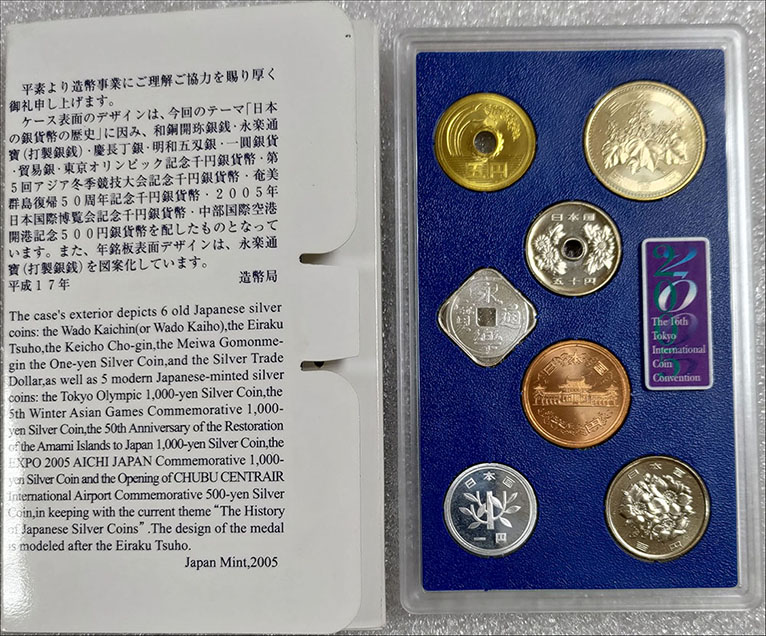 平素より造幣事業にご理解ご協力を賜り厚く
御礼申し上げます。
ケース表面のデザインは、今回のテーマ「日本
の銀貨幣の歴史」に因み、和銅開珎銀銭・永楽通
寶(打製銀銭)・慶長丁銀・明和五匁銀・一圓銀貨
・貿易銀・東京オリンピック記念千円銀貨幣・第
5回アジア冬季競技大会記念千円銀貨幣・奄美
群島復帰50周年記念千円銀貨幣・2005年
日本国際博覧会記念千円銀貨幣・中部国際空港
開港記念500円銀貨幣を配したものとなって
います。また、年銘板表面デザインは、永楽通
寶(打製銀銭)を図案化しています。
平成17年 造幣局
The case's exterior depicts 6 old Japanese silver
coins: the Wado Kaichin(or Wado Kaiho),the Eiraku
Tsuho,the Keicho Cho-gin,the Meiwa Gomonme-
gin the One-yen Silver Coin,and the Silver Trade
Dollar,as well as 5 modern Japanese-minted silver
coins: the Tokyo Olympic 1,000-yen Silver Coin,the
5th Winter Asian Games Commemorative 1,000-
yen Silver Coin,the 50th Anniversary of the Restoration
of the Amami Islands to Japan 1,000-yen Silver Coin,the
EXPO 2005 AICHI JAPAN Commemorative 1,000-
yen Silver Coin and the Opening of CHUBU CENTRAIR
International Airport Commemorative 500-yen Silver
Coin,in keeping with the current theme "The History
of Japanese Silver Coins".The design of the medal
is modeled after the Eiraku Tsuho.
Japan Mint,2005
五円
日本国
五十円
永樂通寳
2005
The 16th
Tokyo
International
Coin
Convention
日本国
十円
日本国
一円
日本国
百円